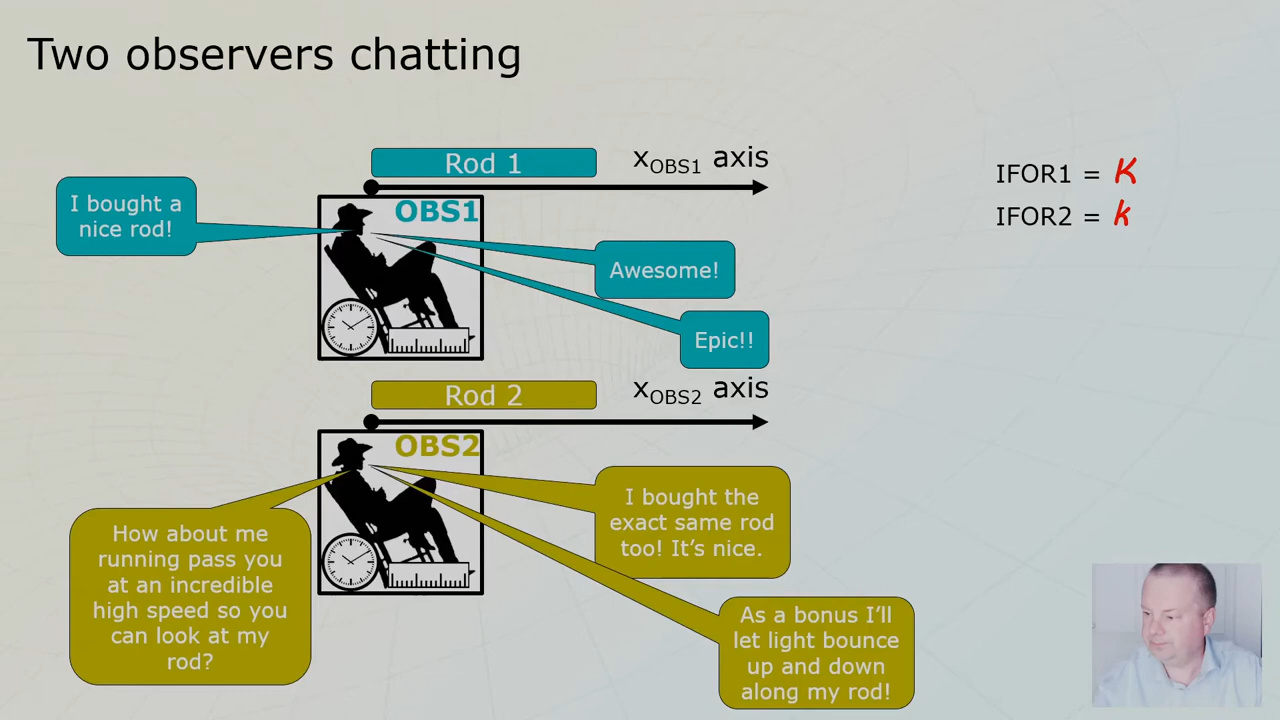 Two observers chatting
Rod 1
xOBS1 axis
IFOR1 = K
IFOR2 = k
I bought a
nice rod!
OBS1
Awesome!
Epic!!
Rod 2
xOBS2 axis
OBS2
I bought the
exact same rod
too! It's nice.
How about me
running pass you
at an incredible
high speed so you
can look at my
rod?
As a bonus I'll
let light bounce
up and down
along my rod!